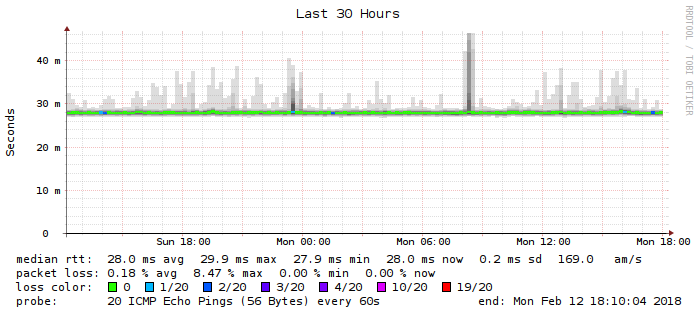 Last 30 Hours
RRDTOOL / TOBI OETIKER
Seconds
40 m
30 m
20 m
10 m
0
Sun 18:00 Mon 00:00 Mon 06:00 Mon 12:00 Mon 18:00
median rtt: 28.0 ms avg 29.9 ms max 27.9 ms min 28.0 ms now 0.2 ms sd 169.0 am/s
packet loss: 0.18 % avg 8.47 % max 0.00 % min 0.00 % now
loss color: 0 1/20 2/20 3/20 4/20 10/20 19/20
probe: 20 ICMP Echo Pings (56 Bytes) every 60s end: Mon Feb 12 18:10:04 2018